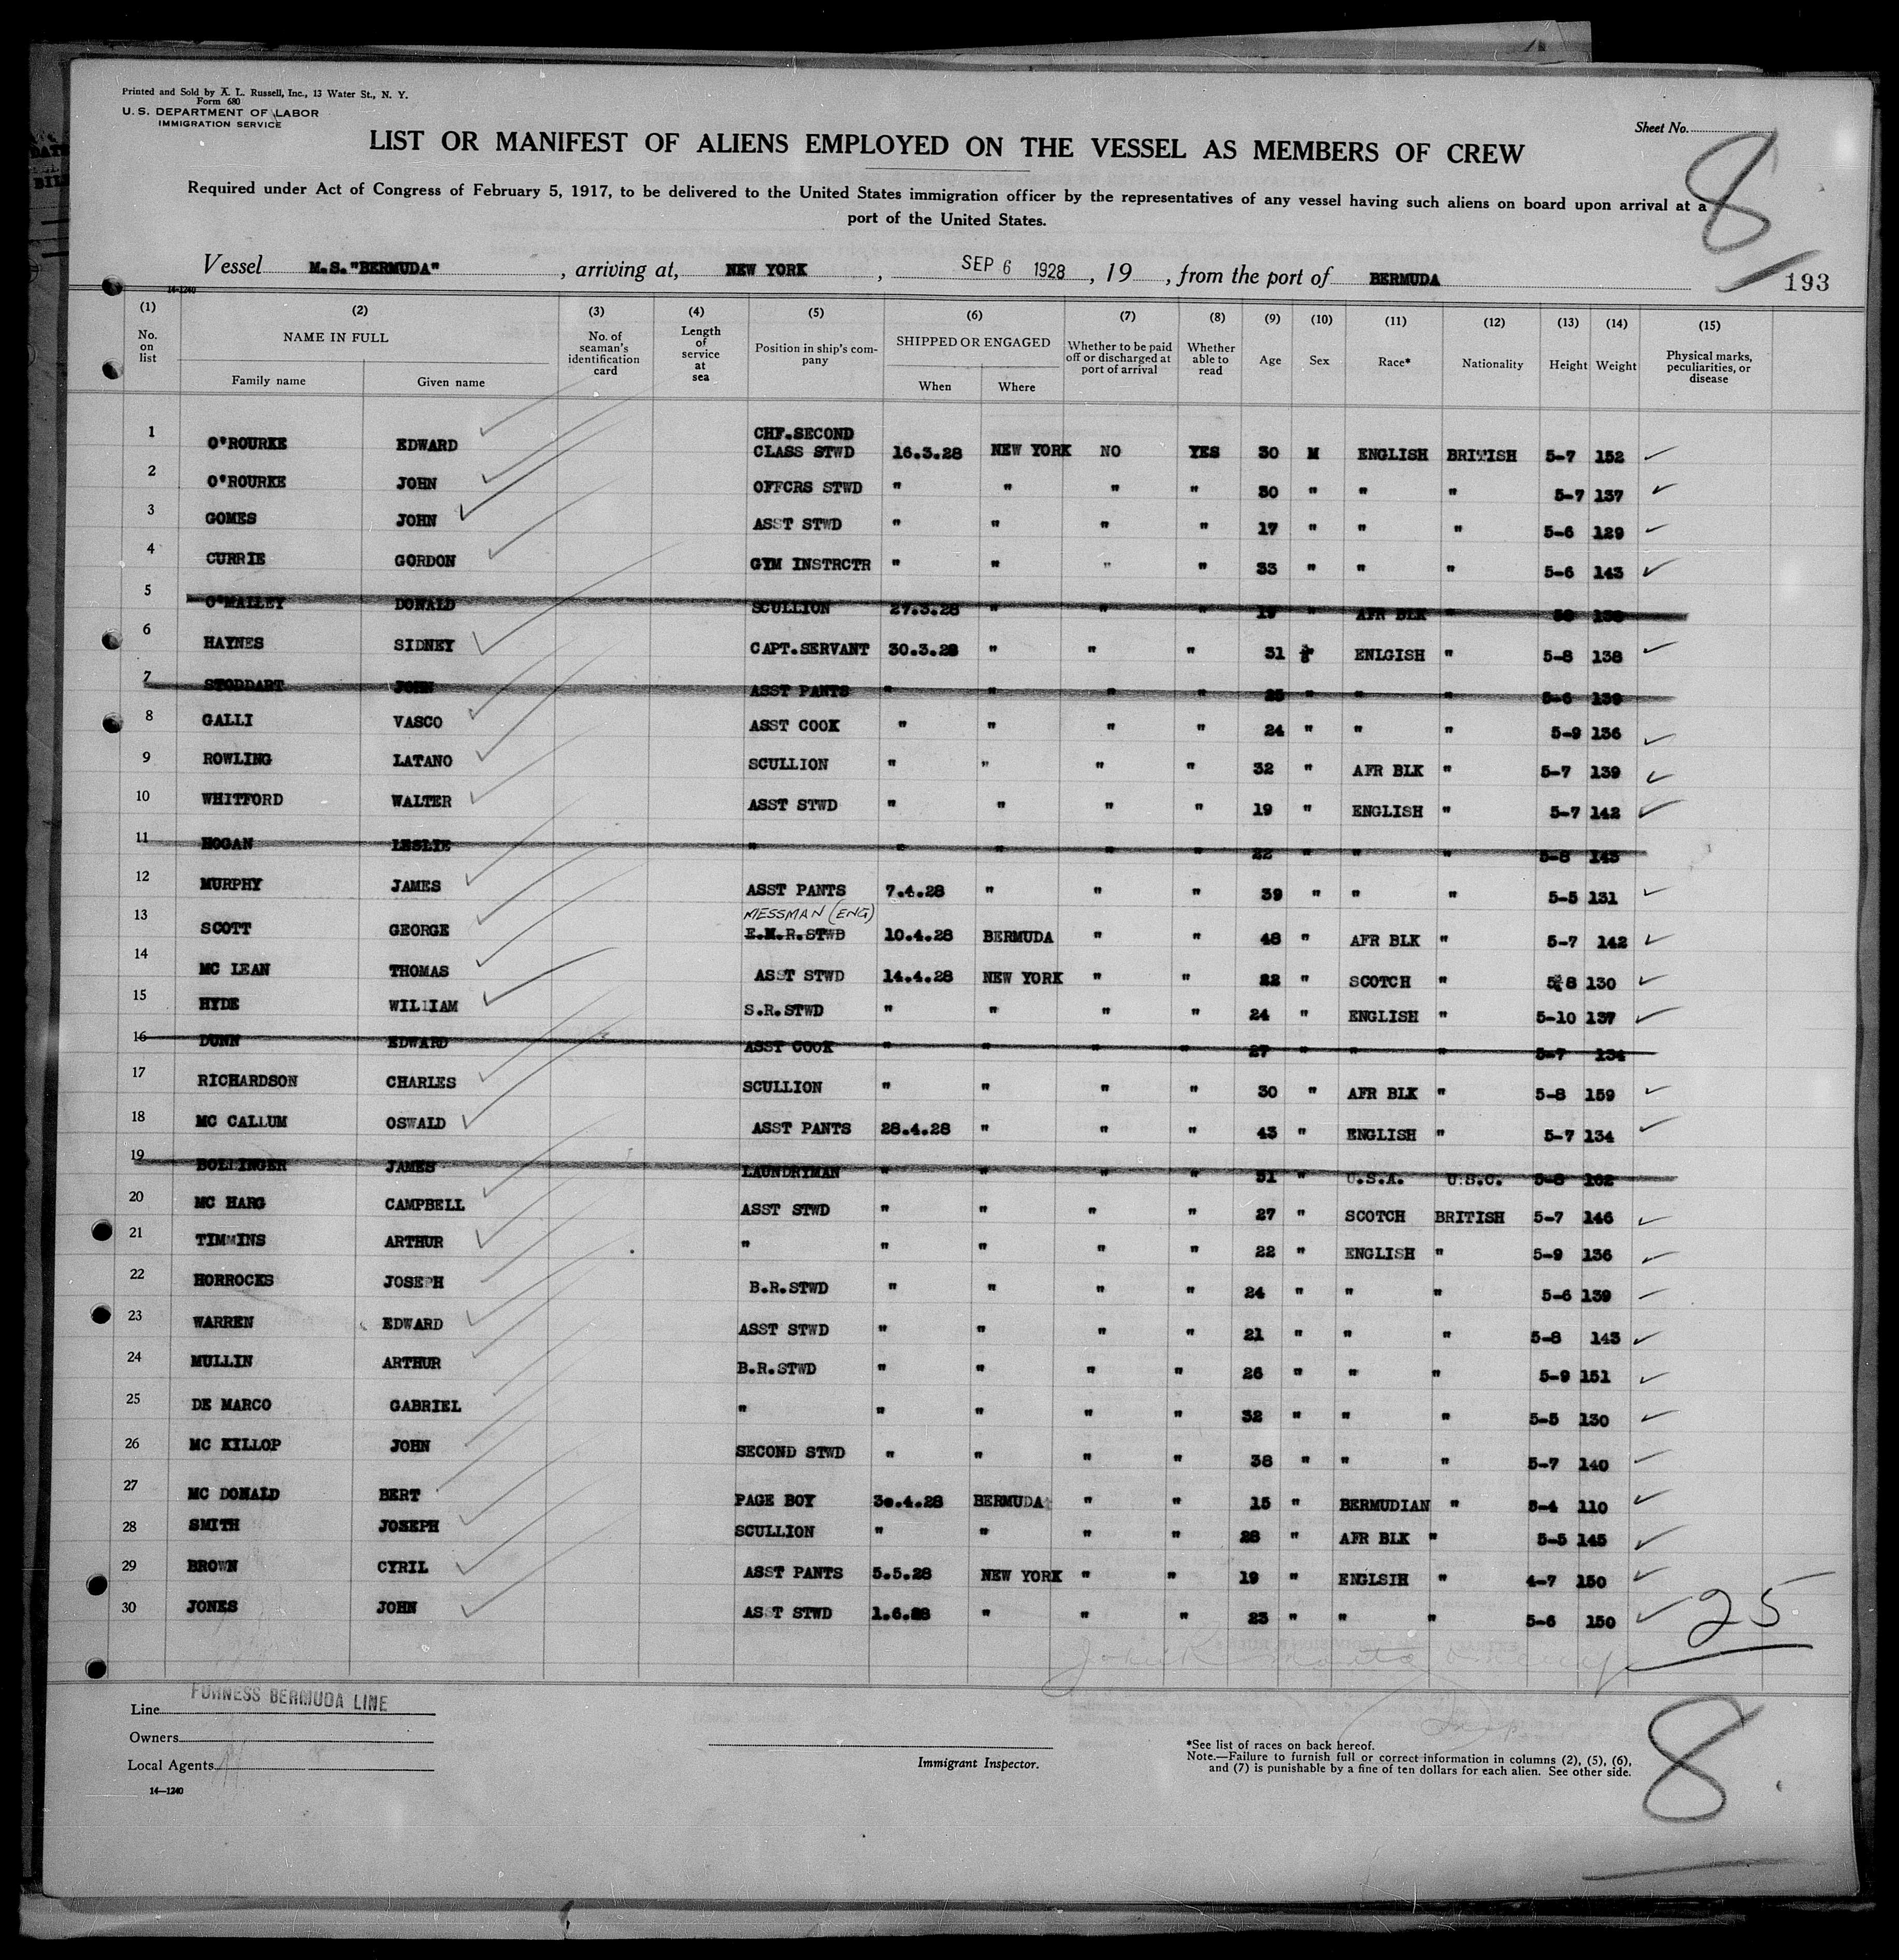 Printed and Sold by A. L. Russell, Inc., 13 Water St., N. Y.
Form 680
U. S. DEPARTMENT OF LABOR
IMMIGRATION SERVICE
Sheet No.
8
LIST OR MANIFEST OF ALIENS EMPLOYED ON THE VESSEL AS MEMBERS OF CREW
Required under Act of Congress of February 5, 1917, to be delivered to the United States immigration officer by the representatives of any vessel having such aliens on board upon arrival at a
port of the United States.
Vessel M.S."BERMUDA", arriving at, NEW YORK, SEP 6 1928, 19, from the port of BERMUDA
193
14-1240
(1) (2) (3) (4) (5) (6) (7) (8) (9) (10) (11) (12) (13) (14) (15)
No. on list NAME IN FULL Family name Given name No. of seaman's identification card Length of service at sea Position in ship's company SHIPPED OR ENGAGED When Where Whether to be paid off or discharged at port of arrival Whether able to read Age Sex Race* Nationality Height Weight Physical marks, peculiarities, or disease
1 O'ROURKE EDWARD CHF.SECOND CLASS STWD 16.3.28 NEW YORK NO YES 30 M ENGLISH BRITISH 5-7 152
2 O'ROURKE JOHN OFFCRS STWD " " " " 30 " " " 5-7 137
3 GOMES JOHN ASST STWD " " " " 17 " " " 5-6 129
4 CURRIE GORDON GYM INSTRCTR " " " " 33 " " " 5-6 143
5 O'MALLEY DONALD SCULLION 27.3.28 " " " 19 " AFR BLK "
6 HAYNES SIDNEY CAPT.SERVANT 30.3.28 " " " 31 " ENLGISH " 5-8 138
7 STODDART JOHN ASST PANTS " " " " 25 " " " 5-6 139
8 GALLI VASCO ASST COOK " " " " 24 " " " 5-9 136
9 ROWLING LATANO SCULLION " " " " 32 " AFR BLK " 5-7 139
10 WHITFORD WALTER ASST STWD " " " " 19 " ENGLISH " 5-7 142
11 HOGAN LESLIE " " " " " 22 " " " 5-8 145
12 MURPHY JAMES ASST PANTS 7.4.28 " " " 39 " " " 5-5 131
13 SCOTT GEORGE MESSMAN (ENG) E.M.R.STWD 10.4.28 BERMUDA " " 48 " AFR BLK " 5-7 142
14 MC LEAN THOMAS ASST STWD 14.4.28 NEW YORK " " 22 " SCOTCH " 5-8 130
15 HYDE WILLIAM S.R.STWD " " " " 24 " ENGLISH " 5-10 137
16 DUNN EDWARD ASST COOK " " " " 27 " " " 5-7 134
17 RICHARDSON CHARLES SCULLION " " " " 30 " AFR BLK " 5-8 159
18 MC CALLUM OSWALD ASST PANTS 28.4.28 " " " 43 " ENGLISH " 5-7 134
19 BOLLINGER JAMES LAUNDRYMAN " " " " 31 " U.S.A. U.S.C. 5-8 162
20 MC HARG CAMPBELL ASST STWD " " " " 27 " SCOTCH BRITISH 5-7 146
21 TIMMINS ARTHUR " " " " " 22 " ENGLISH " 5-9 136
22 HORROCKS JOSEPH B.R.STWD " " " " 24 " " " 5-6 139
23 WARREN EDWARD ASST STWD " " " " 21 " " " 5-8 143
24 MULLIN ARTHUR B.R.STWD " " " " 26 " " " 5-9 151
25 DE MARCO GABRIEL " " " " " 32 " " " 5-5 130
26 MC KILLOP JOHN SECOND STWD " " " " 38 " " " 5-7 140
27 MC DONALD BERT PAGE BOY 30.4.28 BERMUDA " " 15 " BERMUDIAN " 5-4 110
28 SMITH JOSEPH SCULLION " " " " 28 " AFR BLK " 5-5 145
29 BROWN CYRIL ASST PANTS 5.5.28 NEW YORK " " 19 " ENGLSIH " 4-7 150
30 JONES JOHN ASST STWD 1.6.28 " " " 23 " " " 5-6 150
25
Line FURNESS BERMUDA LINE
Owners
Local Agents
14—1240
Immigrant Inspector.
*See list of races on back hereof.
Note.—Failure to furnish full or correct information in columns (2), (5), (6),
and (7) is punishable by a fine of ten dollars for each alien. See other side.
8